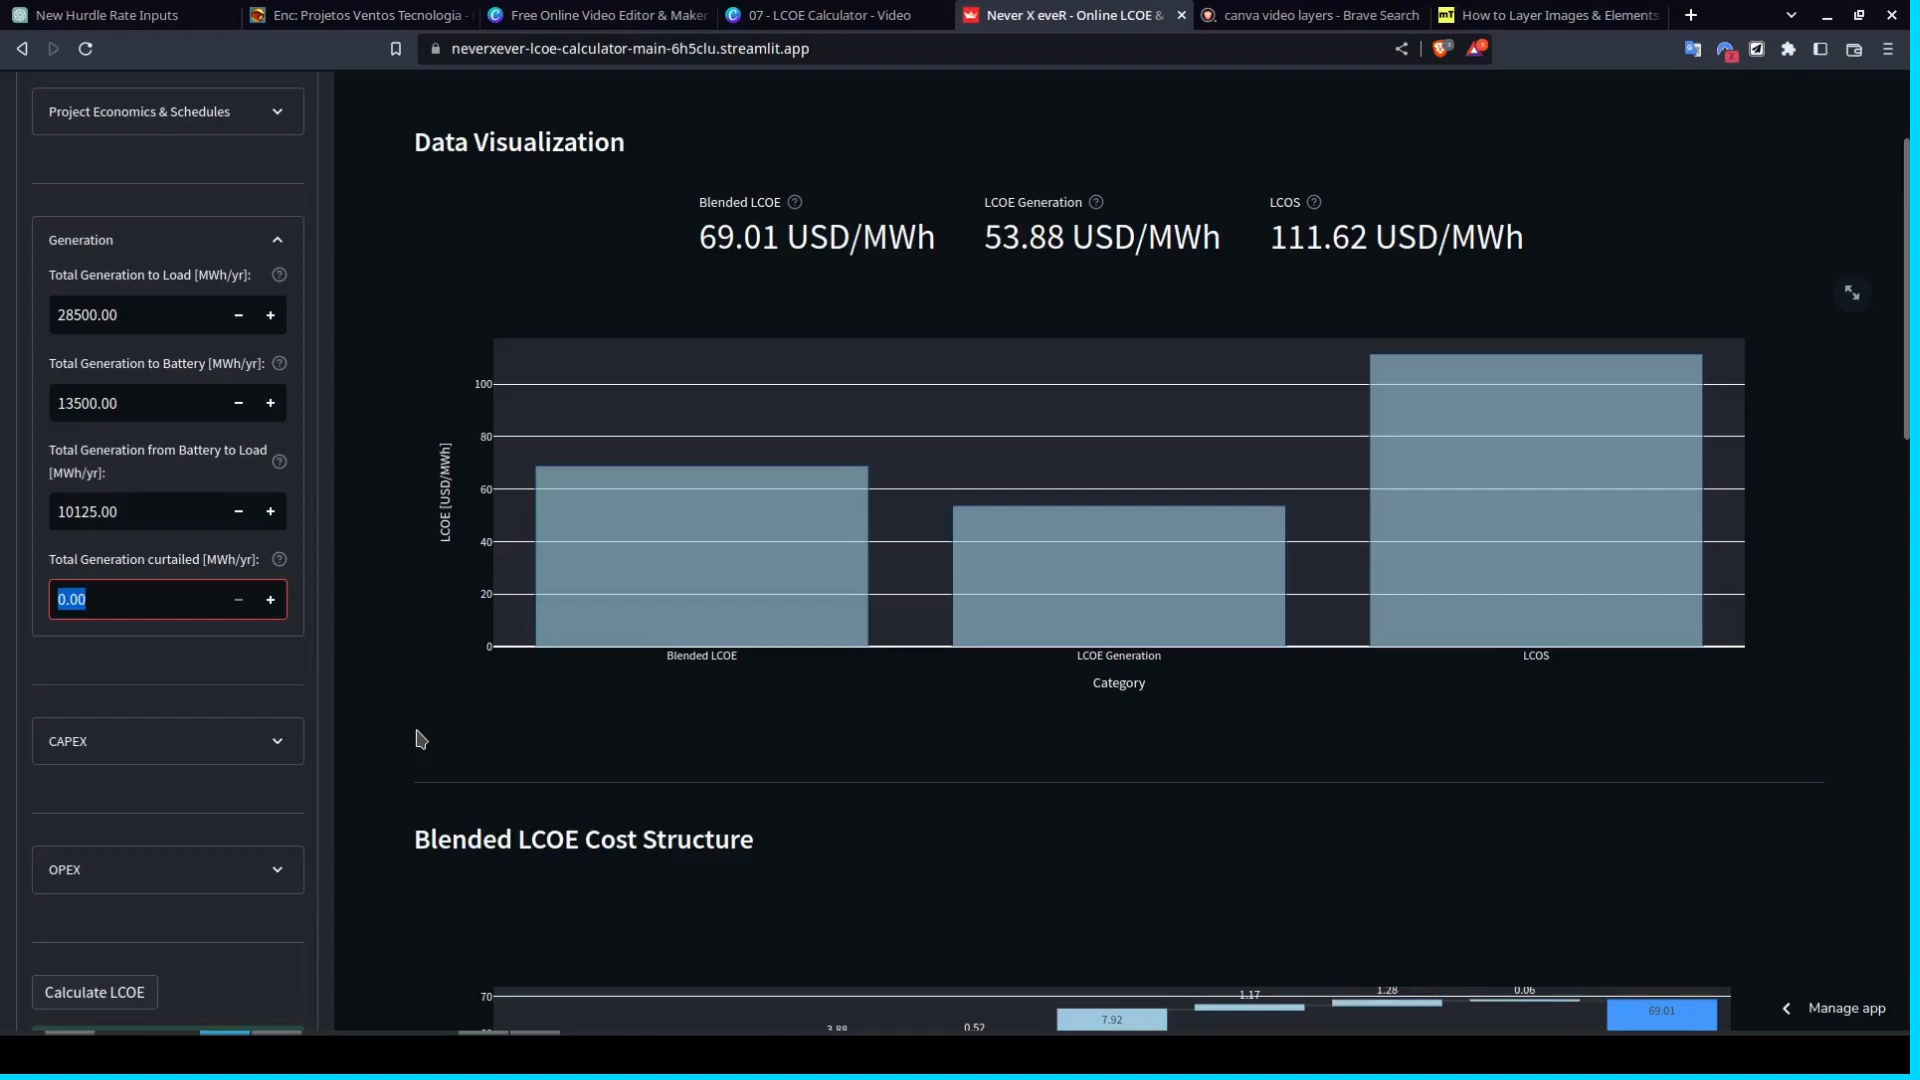 New Hurdle Rate Inputs
Enc: Projetos Ventos Tecnologia -
Free Online Video Editor & Maker
07 - LCOE Calculator - Video
Never X eveR - Online LCOE &
canva video layers - Brave Search
How to Layer Images & Elements
neverxever-lcoe-calculator-main-6h5clu.streamlit.app
Project Economics & Schedules
Generation
Total Generation to Load [MWh/yr]:
28500.00
Total Generation to Battery [MWh/yr]:
13500.00
Total Generation from Battery to Load
[MWh/yr]:
10125.00
Total Generation curtailed [MWh/yr]:
0.00
CAPEX
OPEX
Calculate LCOE
Data Visualization
Blended LCOE
69.01 USD/MWh
LCOE Generation
53.88 USD/MWh
LCOS
111.62 USD/MWh
LCOE [USD/MWh]
100
80
60
40
20
0
Blended LCOE
LCOE Generation
LCOS
Category
Blended LCOE Cost Structure
70
3.88
0.52
7.92
1.17
1.28
0.06
69.01
Manage app